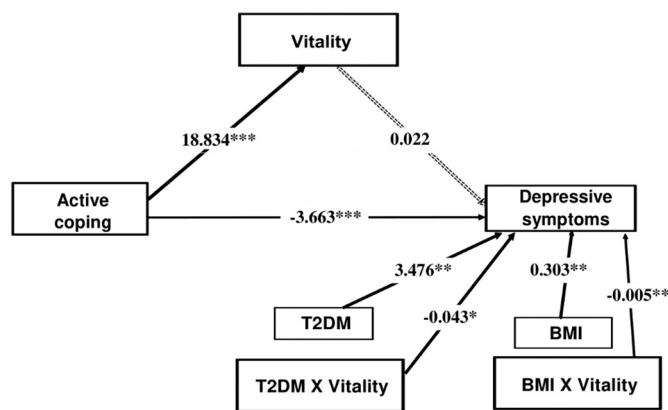 Vitality
18.834***
0.022
Active
coping
-3.663***
Depressive
symptoms
3.476**
0.303**
-0.005**
T2DM
-0.043*
BMI
T2DM X Vitality
BMI X Vitality